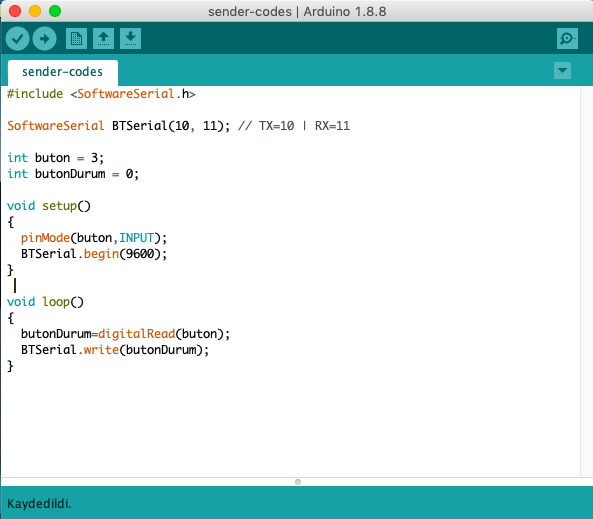 sender-codes | Arduino 1.8.8
sender-codes
#include <SoftwareSerial.h>
SoftwareSerial BTSerial(10, 11); // TX=10 | RX=11
int buton = 3;
int butonDurum = 0;
void setup()
{
  pinMode(buton,INPUT);
  BTSerial.begin(9600);
}
void loop()
{
  butonDurum=digitalRead(buton);
  BTSerial.write(butonDurum);
}
Kaydedildi.